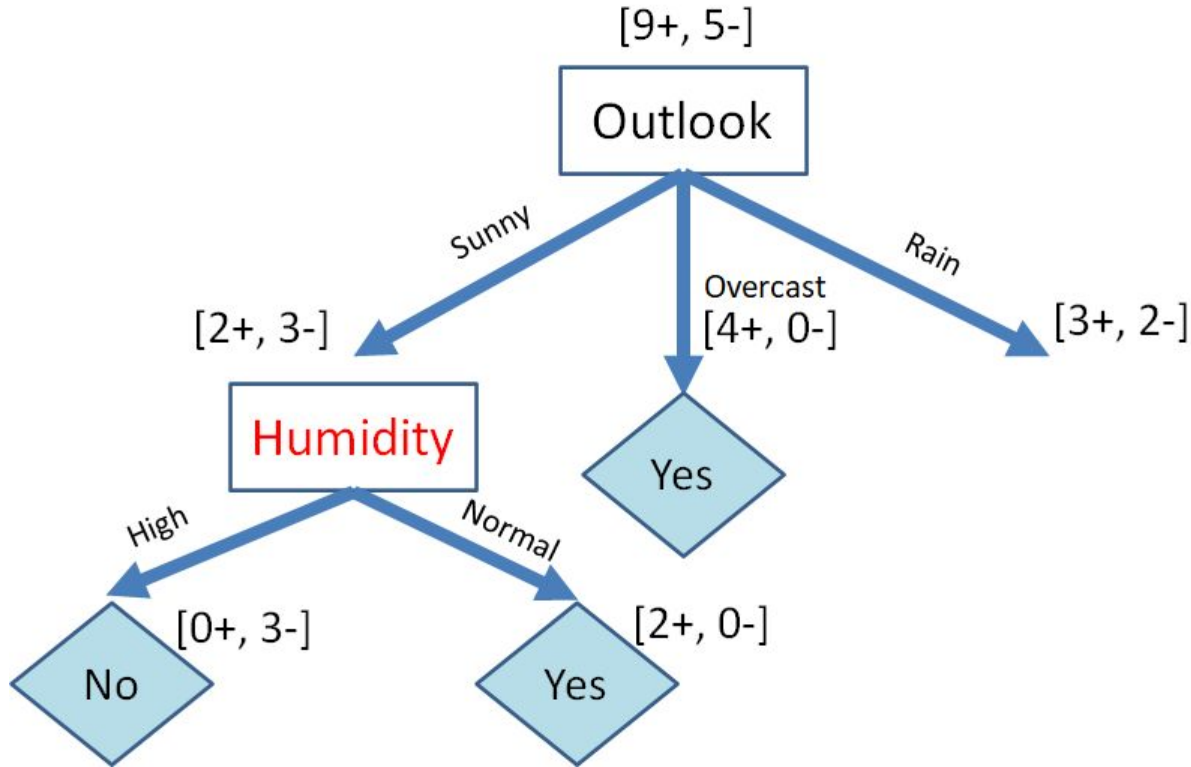 [9+, 5-]
Outlook
Sunny
Rain
Overcast
[2+, 3-]
[4+, 0-]
[3+, 2-]
Humidity
Yes
High
Normal
[0+, 3-]
[2+, 0-]
No
Yes